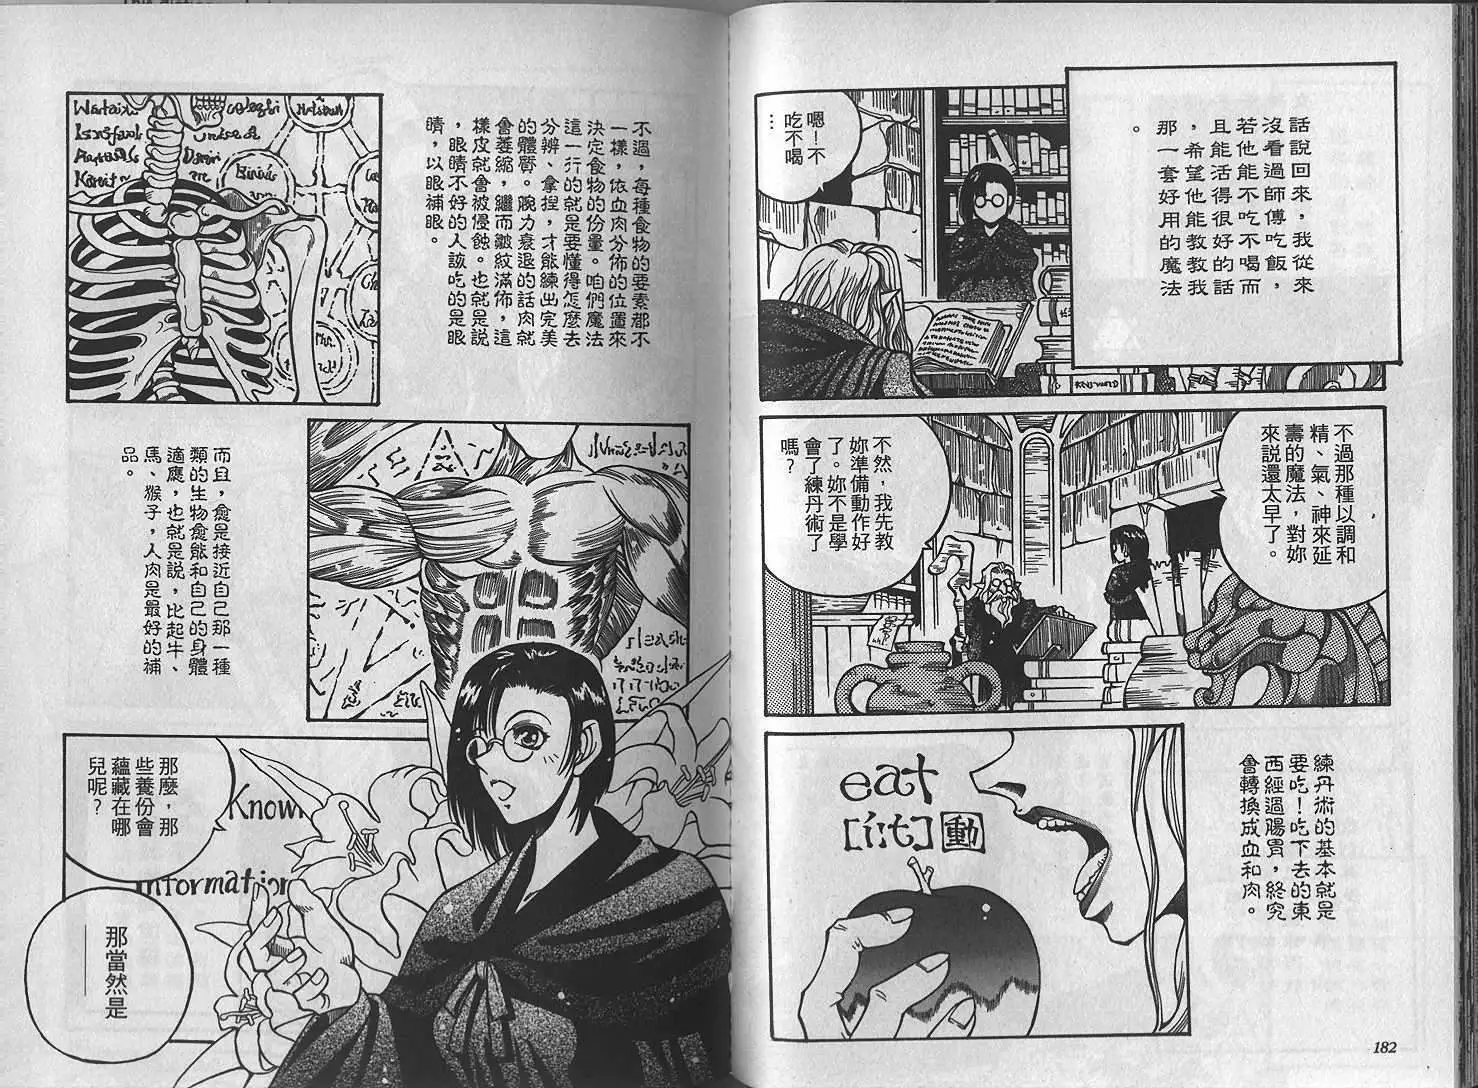 話說回來，我從來
沒看過師傅吃飯，
若他能不吃不喝而
且能活得很好的話
，希望他能教教我
那一套好用的魔法
。
嗯！不
吃不喝
…
不過那種以調和
精、氣、神來延
壽的魔法，對妳
來說還太早了。
不然，我先教
妳準備動作好
了。妳不是學
會了練丹術了
嗎？
練丹術的基本就是
要吃！吃下去的東
西經過腸胃，終究
會轉換成血和肉。
eat
[i:t]動
182
不過，每種食物的要素都不
一樣，依血肉分佈的位置來
決定食物的份量。咱們魔法
這一行的就是要懂得怎麼去
分辨、拿捏，才能練出完美
的體質。腕力衰退的話肉就
會萎縮，繼而皺紋滿佈，這
樣皮就會被侵蝕。也就是說
，眼睛不好的人該吃的是眼
睛，以眼補眼。
而且，愈是接近自己那一種
類的生物愈能和自己的身體
適應，也就是說，比起牛、
馬、猴子，人肉是最好的補
品。
那麼，那
些養份會
蘊藏在哪
兒呢？
Know
Information
那當然是
——